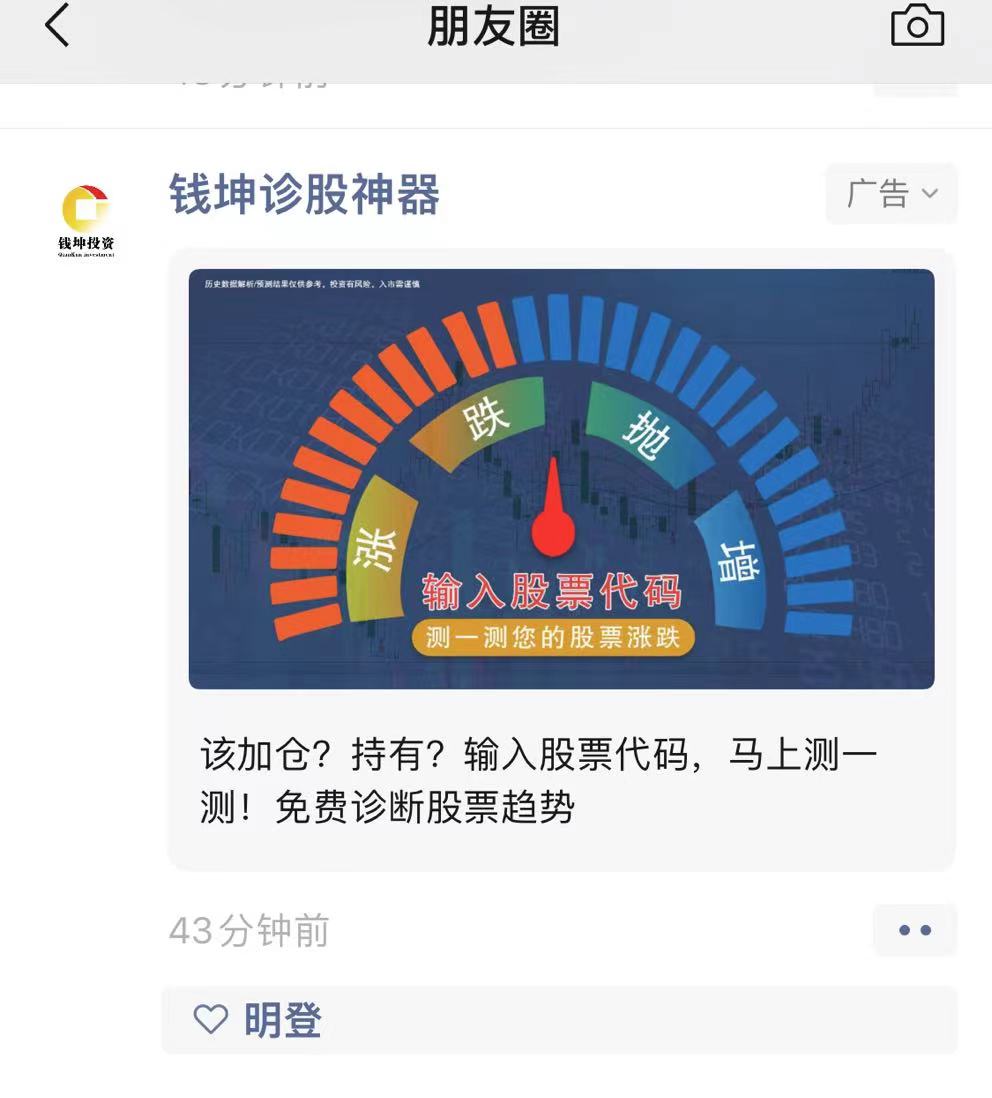 朋友圈
钱坤诊股神器
广告
钱坤投资
QianKun Investment
历史数据解析/预测结果仅供参考,投资有风险,入市需谨慎
涨
跌
抛
增
输入股票代码
测一测您的股票涨跌
该加仓？持有？输入股票代码，马上测一
测！免费诊断股票趋势
43分钟前
明登